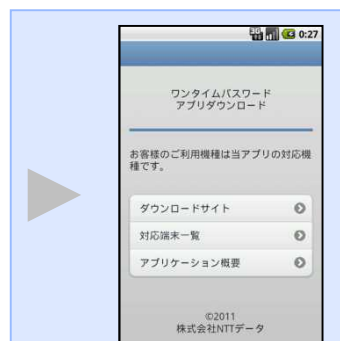 3G 0:27
ワンタイムパスワード
アプリダウンロード
お客様のご利用機種は当アプリの対応機
種です。
ダウンロードサイト
対応端末一覧
アプリケーション概要
©2011
株式会社NTTデータ